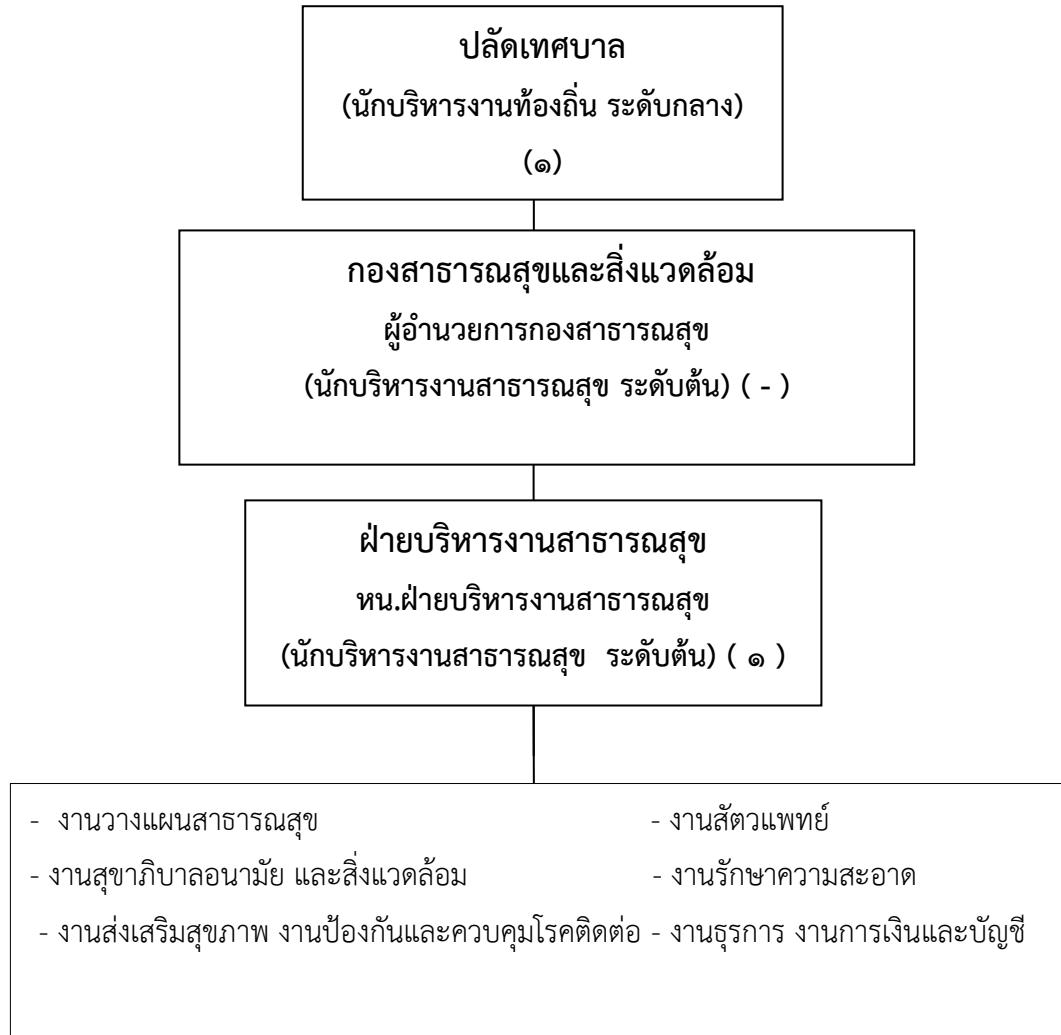 ปลัดเทศบาล
(นักบริหารงานท้องถิ่น ระดับกลาง)
(๑)
กองสาธารณสุขและสิ่งแวดล้อม
ผู้อำนวยการกองสาธารณสุข
(นักบริหารงานสาธารณสุข ระดับต้น) ( - )
ฝ่ายบริหารงานสาธารณสุข
หน.ฝ่ายบริหารงานสาธารณสุข
(นักบริหารงานสาธารณสุข ระดับต้น) ( ๑ )
- งานวางแผนสาธารณสุข - งานสัตวแพทย์
- งานสุขาภิบาลอนามัย และสิ่งแวดล้อม - งานรักษาความสะอาด
- งานส่งเสริมสุขภาพ งานป้องกันและควบคุมโรคติดต่อ - งานธุรการ งานการเงินและบัญชี